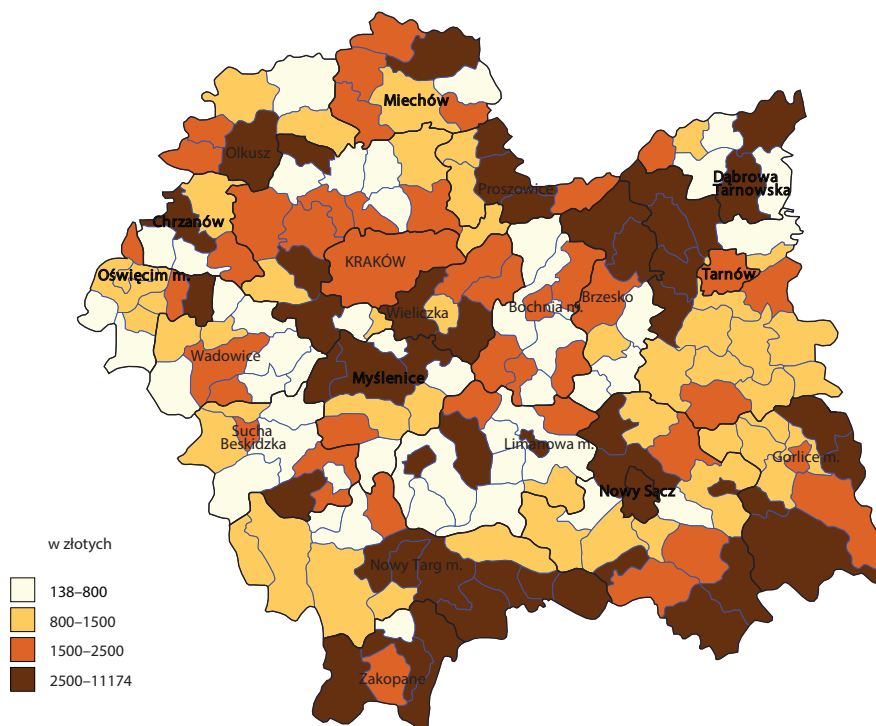 Miechów
Olkusz
Proszowice
Dąbrowa
Tarnowska
Chrzanów
KRAKÓW
Oświęcim m.
Tarnów
Wieliczka
Bochnia m.
Brzesko
Wadowice
Myślenice
Sucha
Beskidzka
Limanowa m.
Gorlice m.
Nowy Sącz
Nowy Targ m.
Zakopane
w złotych
138–800
800–1500
1500–2500
2500–11174